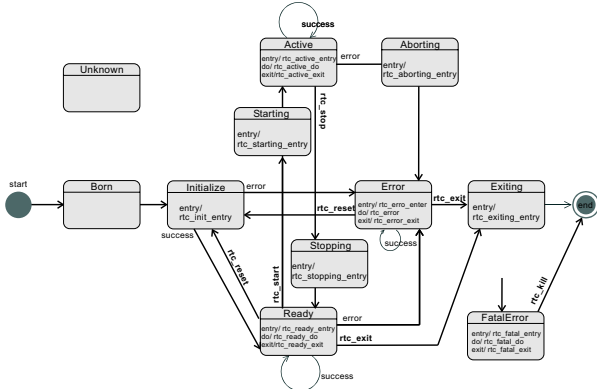 success
Active
entry/ rtc_active_entry
do/ rtc_active_do
exit/rtc_active_exit
error
Aborting
entry/
rtc_aborting_entry
Unknown
rtc_stop
Starting
entry/
rtc_starting_entry
start
Born
Initialize
entry/
rtc_init_entry
error
rtc_reset
Error
entry/ rtc_erro_enter
do/ rtc_error
exit/ rtc_error_exit
rtc_exit
Exiting
entry/
rtc_exiting_entry
end
success
success
rtc_reset
rtc_start
Stopping
entry/
rtc_stopping_entry
rtc_kill
Ready
entry/ rtc_ready_entry
do/ rtc_ready_do
exit/rtc_ready_exit
error
rtc_exit
FatalError
entry/ rtc_fatal_entry
do/ rtc_fatal_do
exit/ rtc_fatal_exit
success